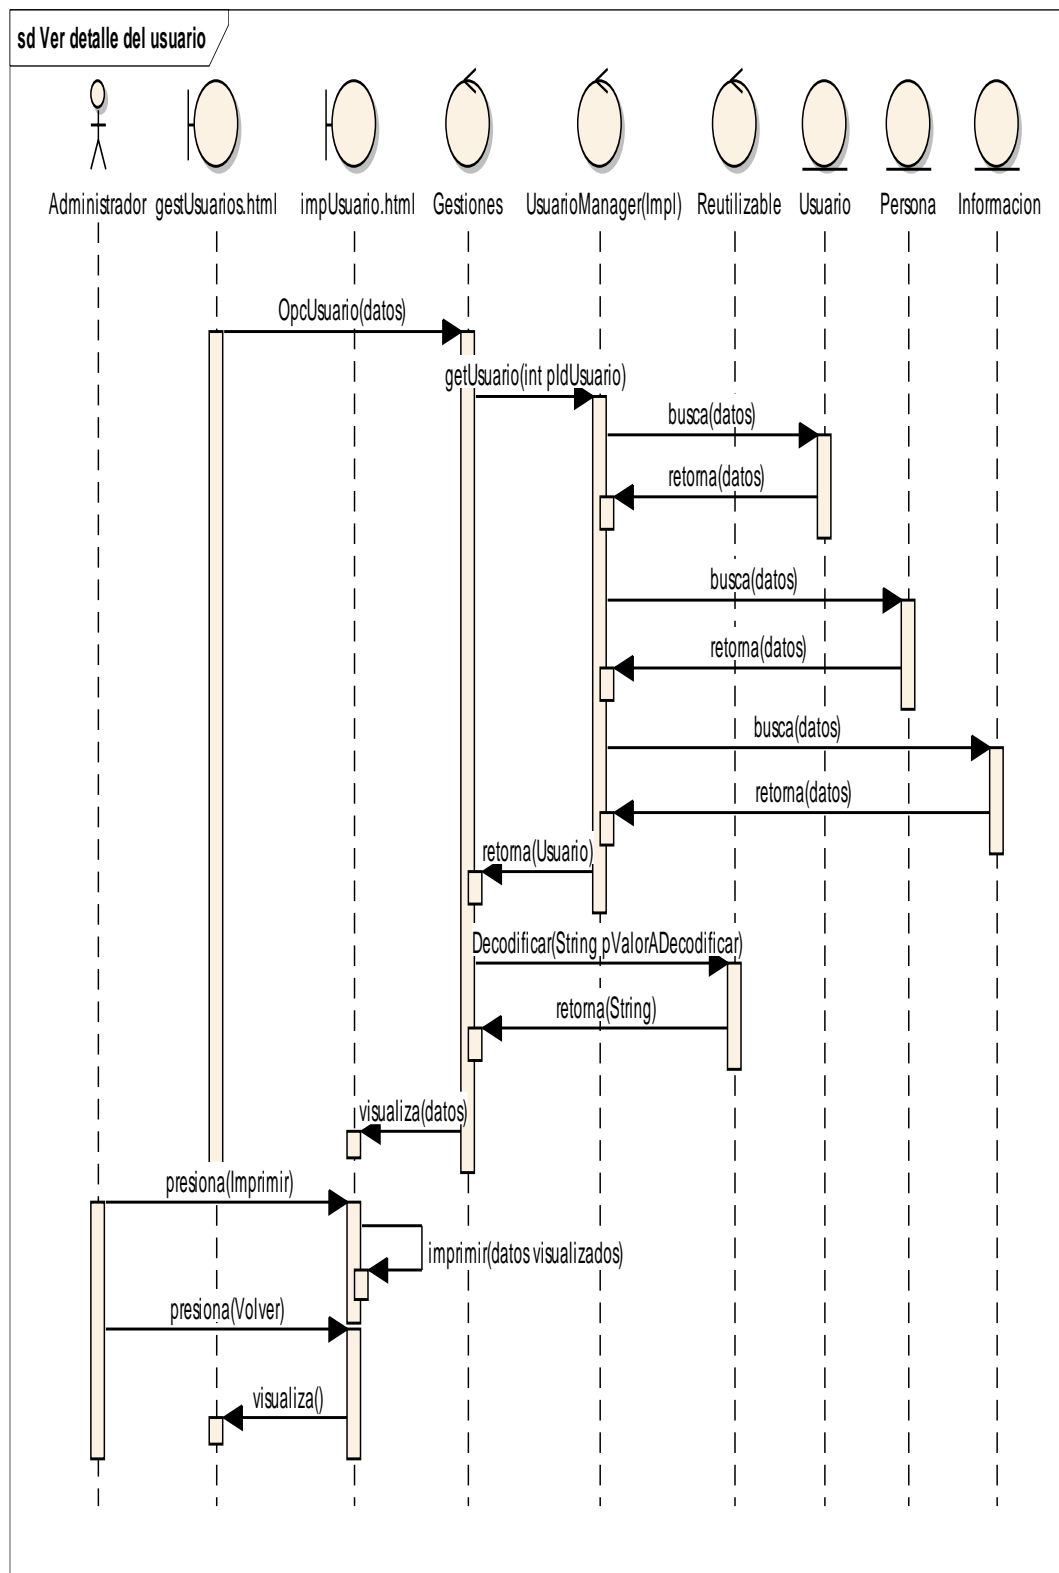 sd Ver detalle del usuario
Administrador gestUsuarios.html impUsuario.html Gestiones UsuarioManager(Impl) Reutilizable Usuario Persona Informacion
OpcUsuario(datos)
getUsuario(int pIdUsuario)
busca(datos)
retorna(datos)
busca(datos)
retorna(datos)
busca(datos)
retorna(datos)
retorna(Usuario)
Decodificar(String pValorADecodificar)
retorna(String)
visualiza(datos)
presiona(Imprimir)
imprimir(datos visualizados)
presiona(Volver)
visualiza()